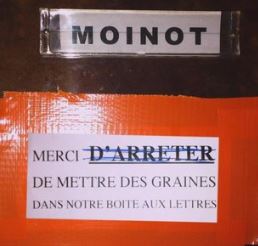 MOINOT
MERCI D'ARRETER
DE METTRE DES GRAINES
DANS NOTRE BOITE AUX LETTRES